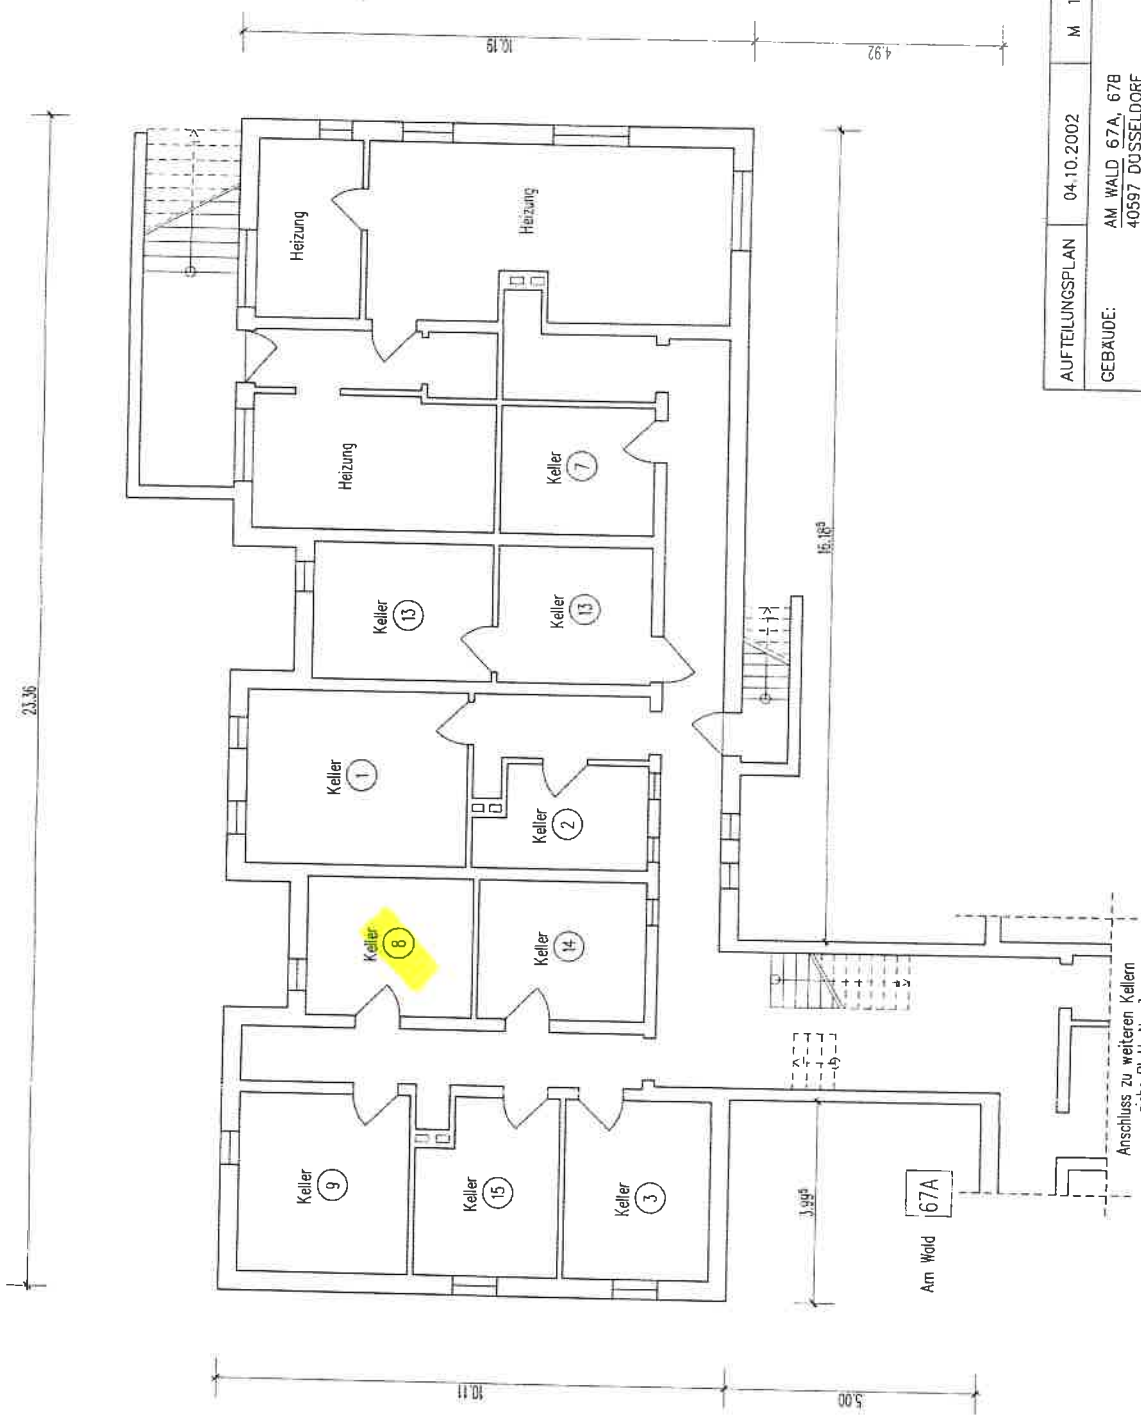 23.36
10.19
4.92
Heizung
Heizung
Heizung
Keller
7
Keller
13
Keller
13
Keller
1
Keller
2
Keller
8
Keller
14
Keller
9
Keller
15
Keller
3
16.18⁵
3.99⁵
10.11
5.00
Am Wald 67A
Anschluss zu weiteren Kellern
AUFTEILUNGSPLAN 04.10.2002 M 1
GEBÄUDE: AM WALD 67A, 67B
40597 DÜSSELDORF